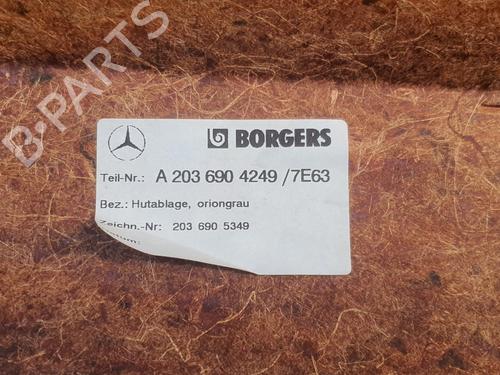 B-PARTS
BORGERS
Teil-Nr.: A 203 690 4249 /7E63
Bez.: Hutablage, oriongrau
Zeichn.-Nr: 203 690 5349